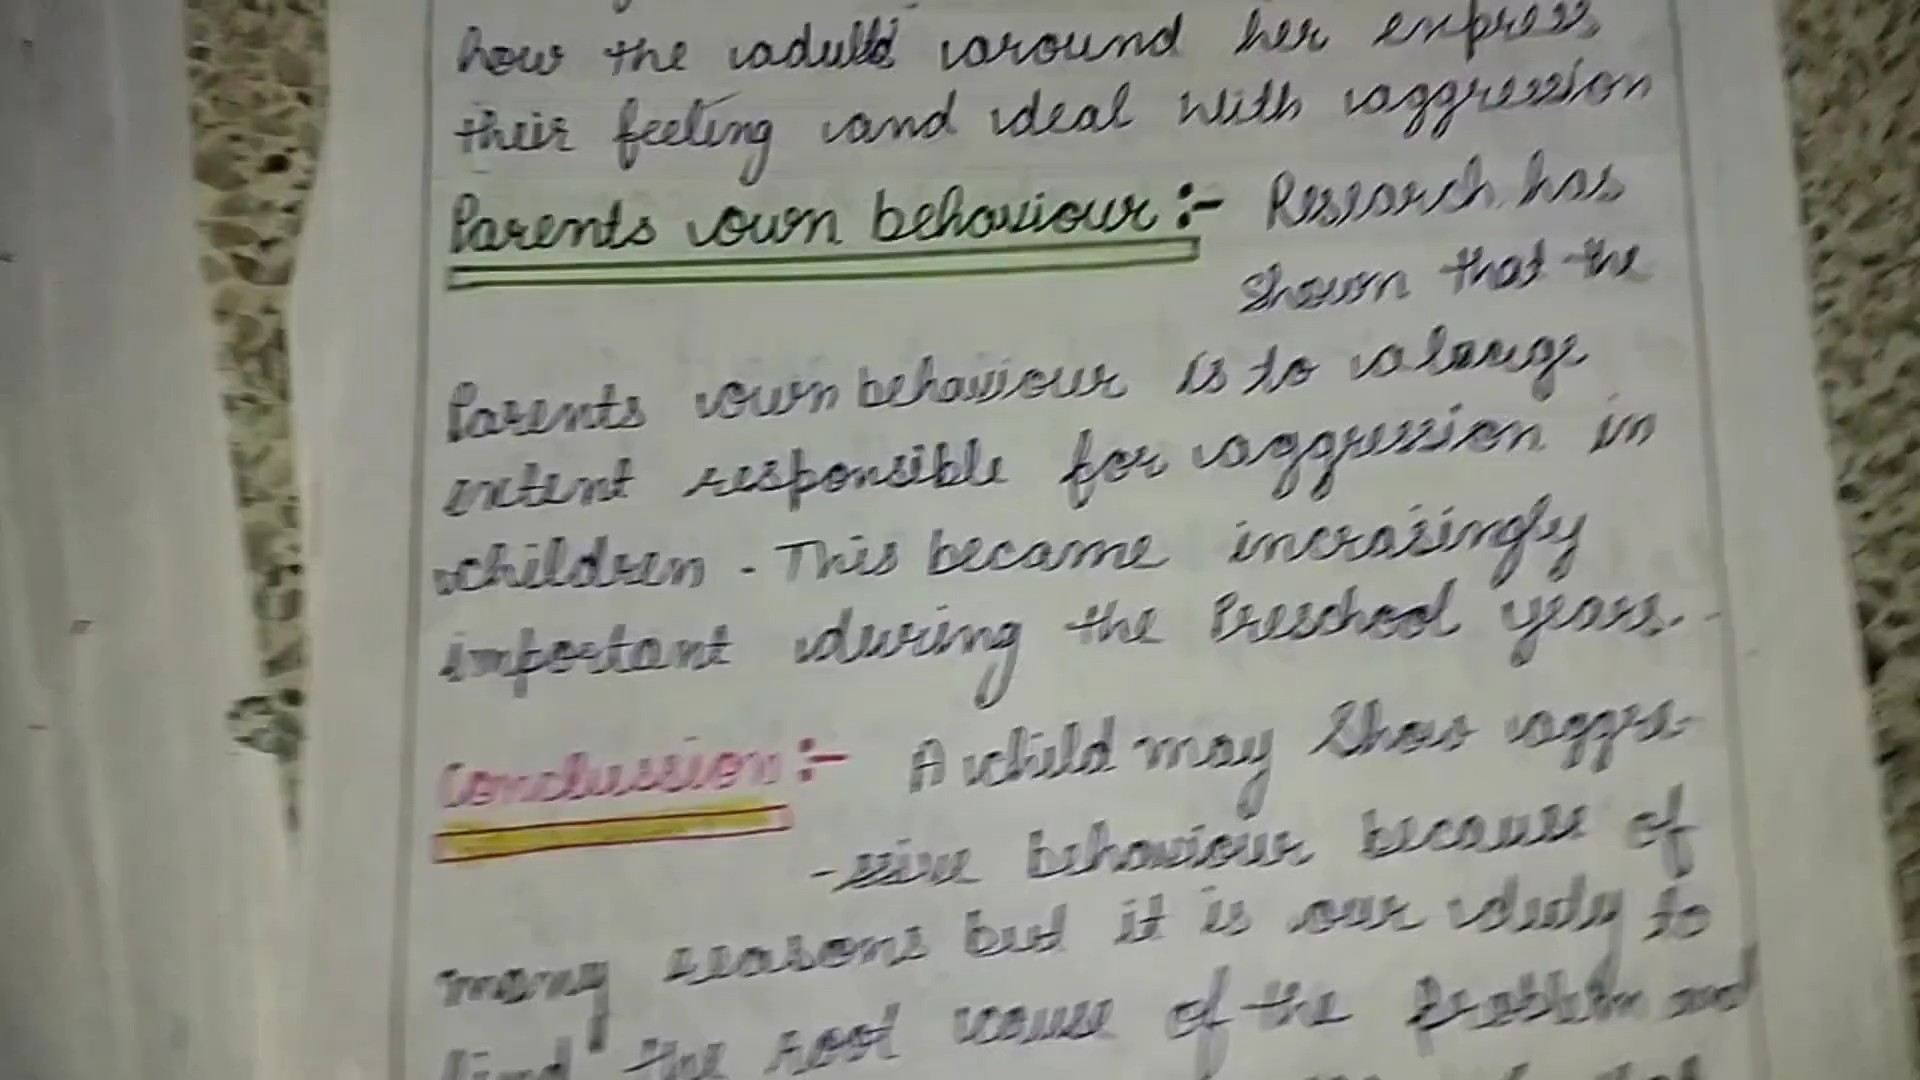 how the adults around her express
their feeling and deal with aggression
Parents own behaviour :- Research has
shown that the
Parents own behaviour is to a large
extent responsible for aggression in
children. This became increasingly
important during the Preschool years.
Conclussion :- A child may show aggre-
-ssive behaviour because of
many reasons but it is our duty to
find the root cause of the problem and